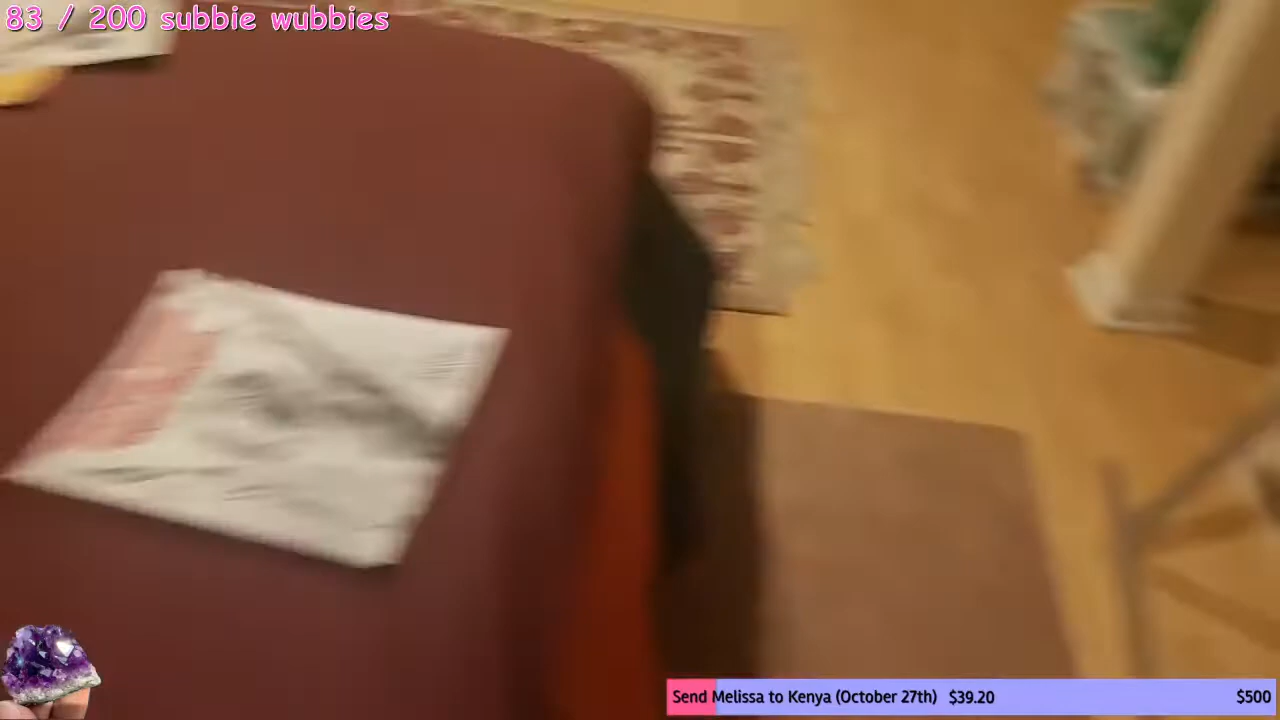 83 / 200 subbie wubbies
Send Melissa to Kenya (October 27th) $39.20 $500